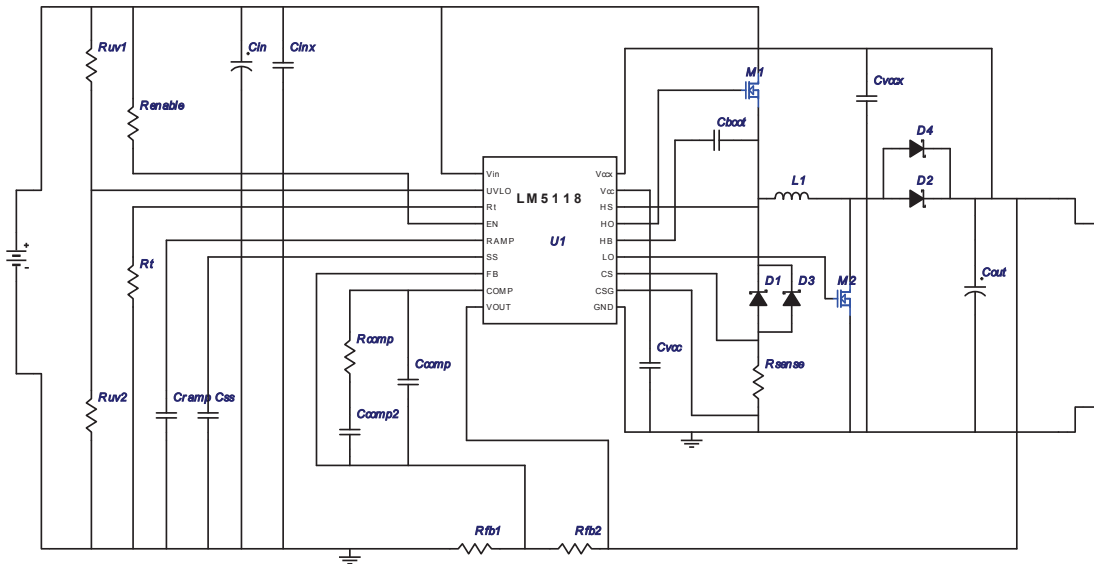 Ruv1
Cin
Cinx
M1
Cvccx
Renable
Cboot
D4
Vin
UVLO
Rt
EN
RAMP
SS
FB
COMP
VOUT
LM5118
U1
Vccx
Vcc
HS
HO
HB
LO
CS
CSG
GND
L1
D2
+
-
Rt
D1
D3
M2
Cout
Rcomp
Ccomp
Cvcc
Rsense
Ruv2
Cramp
Css
Ccomp2
Rfb1
Rfb2